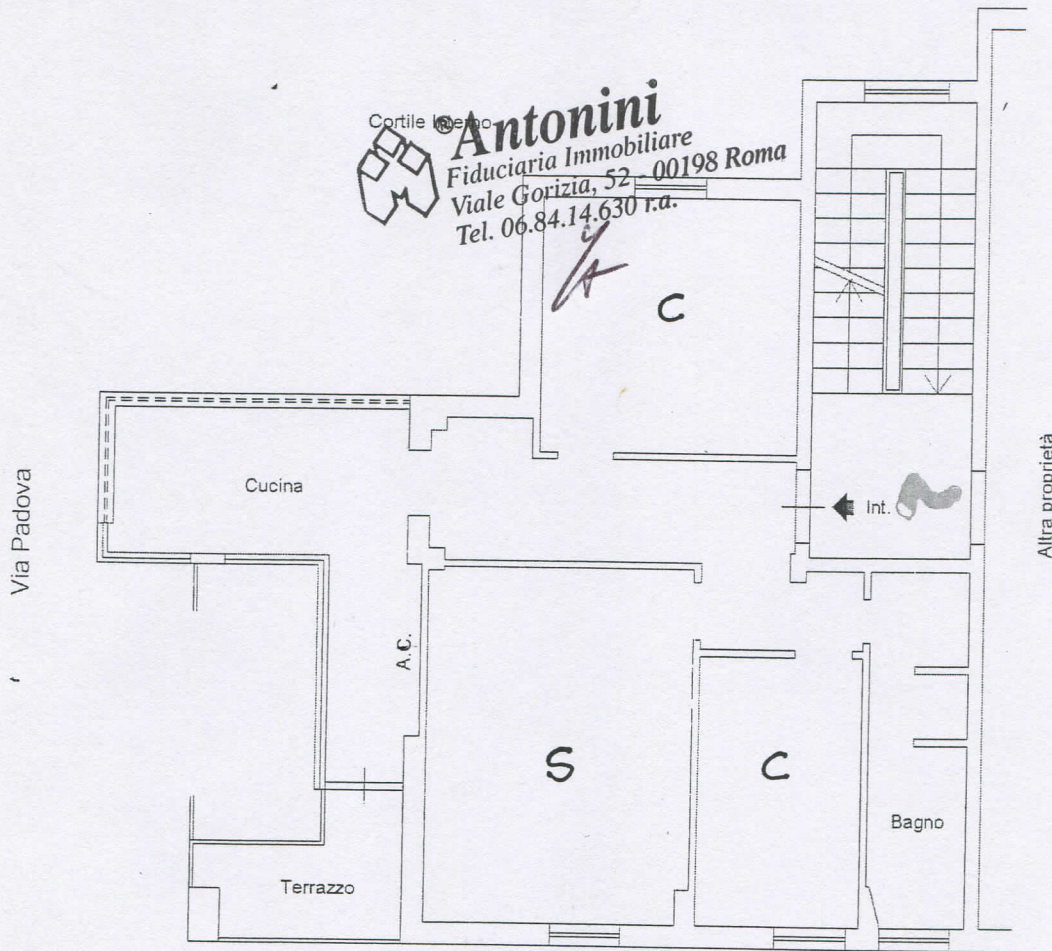 Cortile Interno
®Antonini
Fiduciaria Immobiliare
Viale Gorizia, 52 - 00198 Roma
Tel. 06.84.14.630 r.a.
C
Cucina
Int.
Via Padova
Altra proprietà
A.C.
S
C
Bagno
Terrazzo